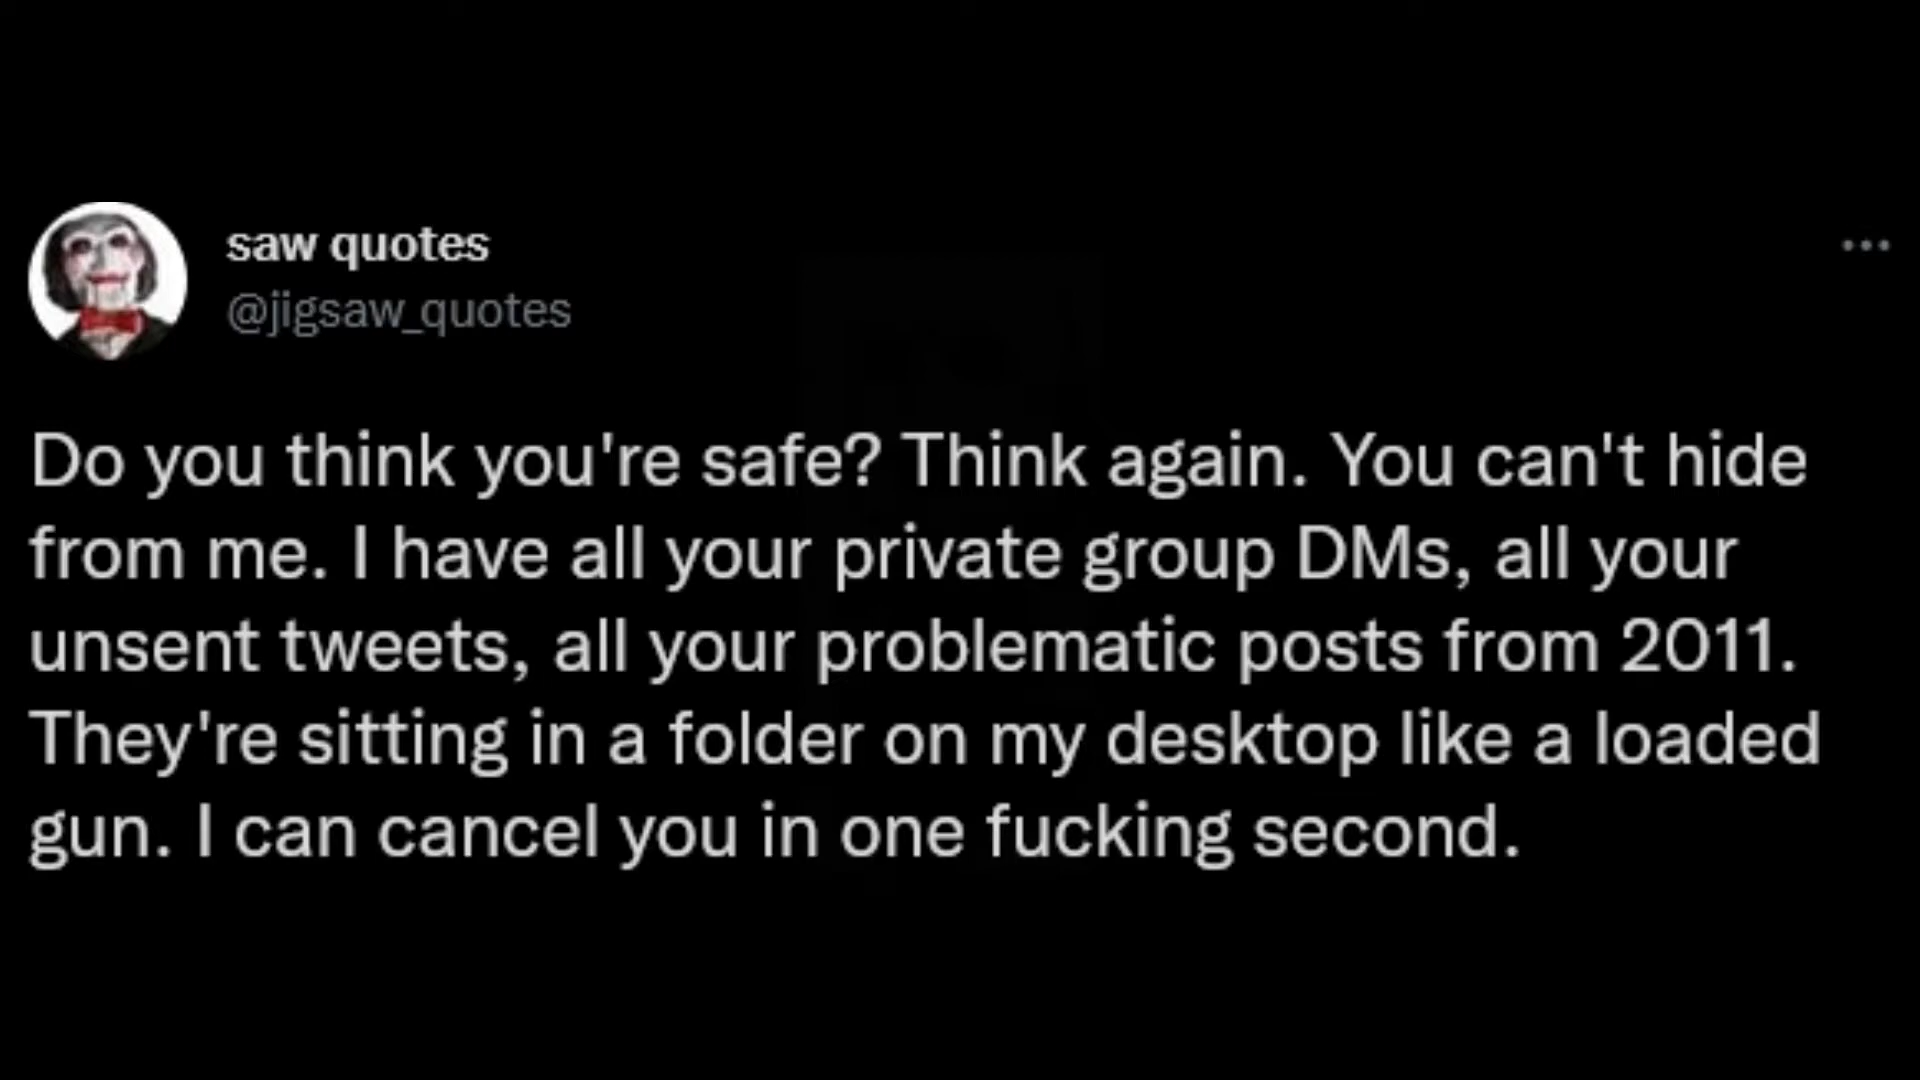 saw quotes
@jigsaw_quotes
Do you think you're safe? Think again. You can't hide
from me. I have all your private group DMs, all your
unsent tweets, all your problematic posts from 2011.
They're sitting in a folder on my desktop like a loaded
gun. I can cancel you in one fucking second.